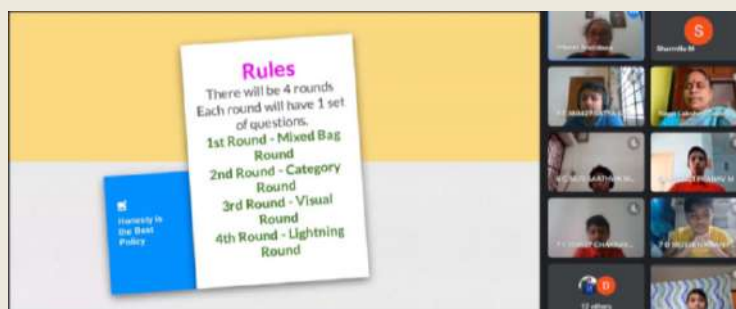 Rules
There will be 4 rounds
Each round will have 1 set
of questions.
1st Round - Mixed Bag
Round
2nd Round - Category
Round
3rd Round - Visual
Round
4th Round - Lightning
Round
Honesty is
the Best
Policy
S
Sharmila M
D
12 others